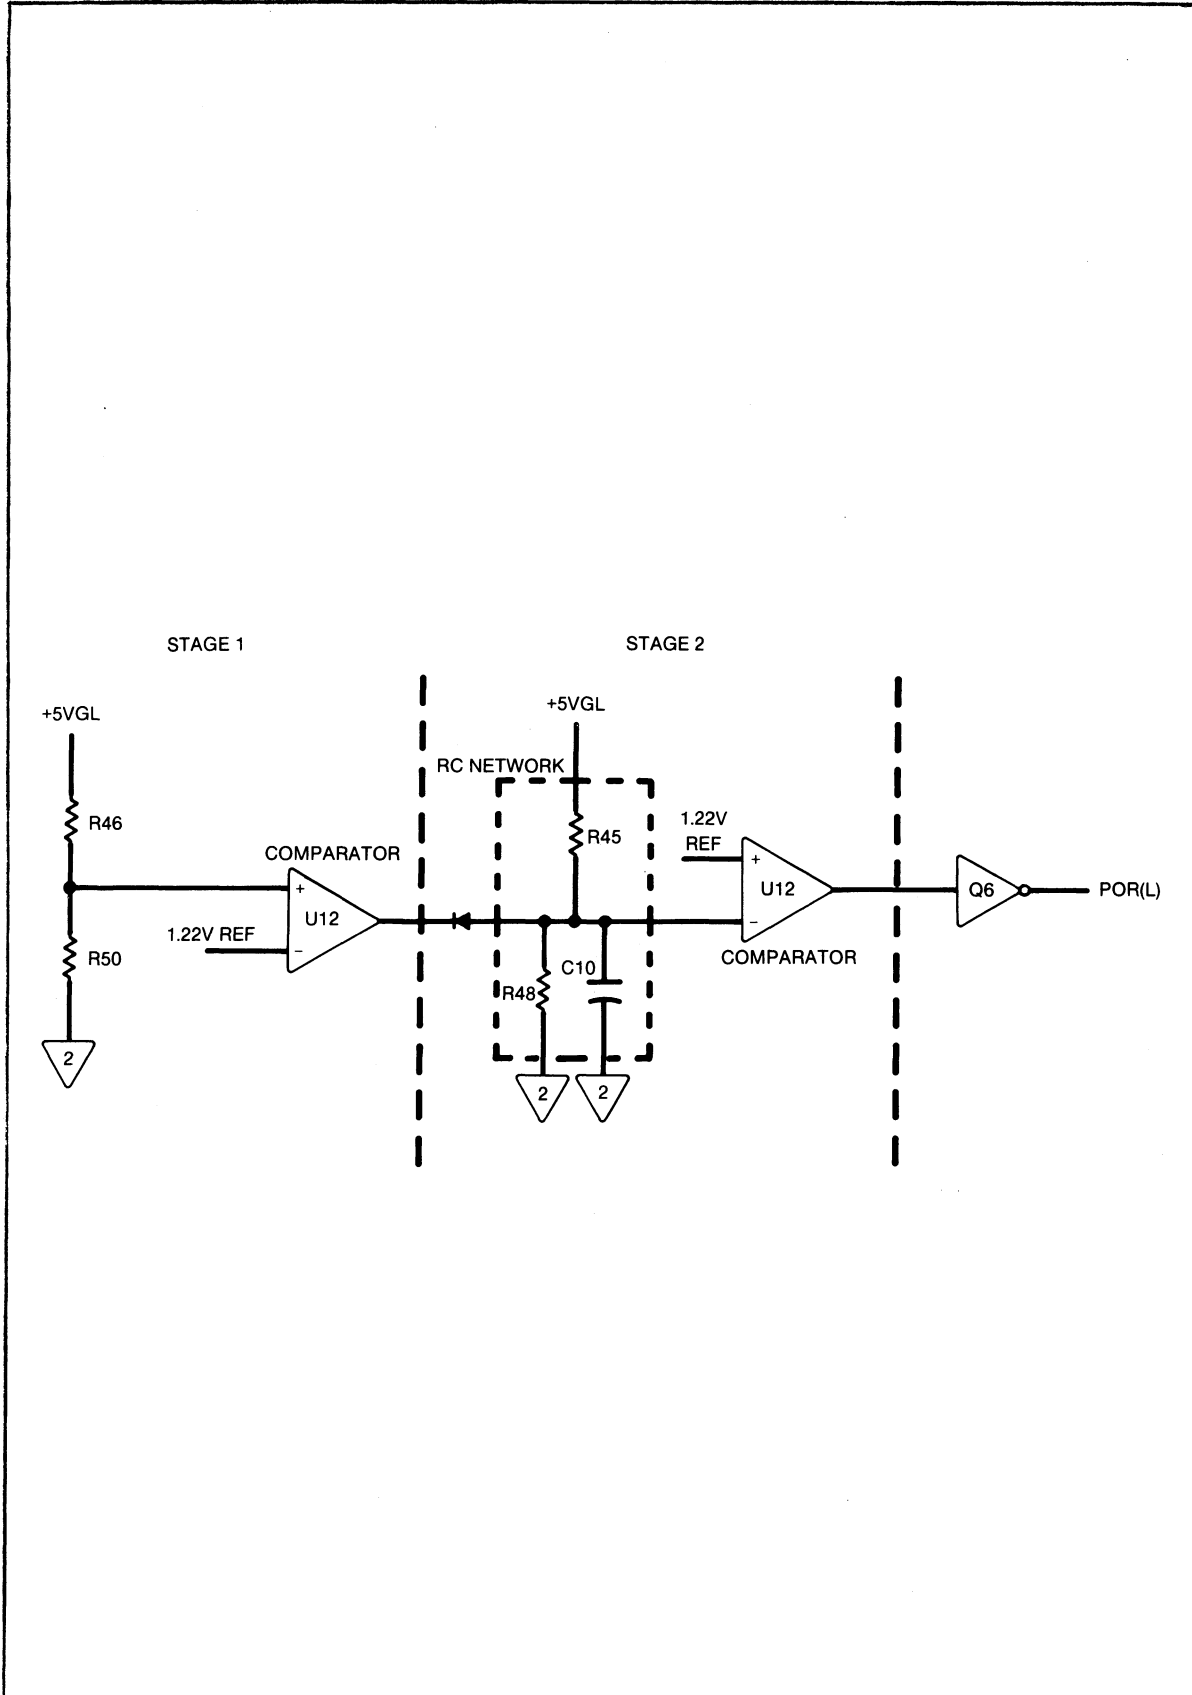 STAGE 1
STAGE 2
+5VGL
+5VGL
RC NETWORK
R46
R45
1.22V
REF
COMPARATOR
+
+
U12
U12
Q6
POR(L)
1.22V REF
−
−
R50
C10
R48
COMPARATOR
2
2
2